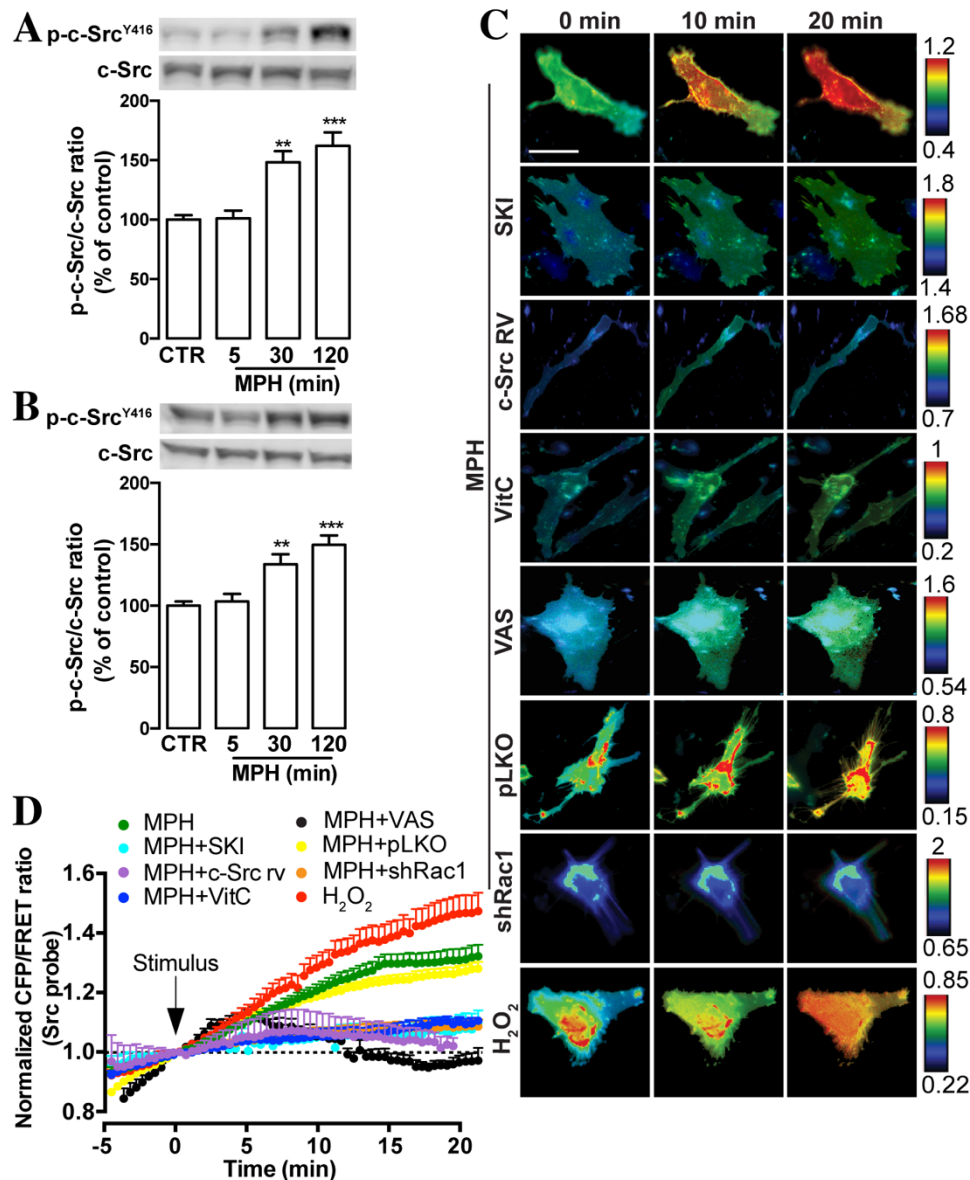 A
p-c-Src^Y416
c-Src
p-c-Src/c-Src ratio
(% of control)
200
150
100
50
0
**
***
CTR 5 30 120
MPH (min)
B
p-c-Src^Y416
c-Src
p-c-Src/c-Src ratio
(% of control)
200
150
100
50
0
**
***
CTR 5 30 120
MPH (min)
C
0 min 10 min 20 min
MPH
1.2
0.4
SKI
1.8
1.4
c-Src RV
1.68
0.7
VitC
1
0.2
VAS
1.6
0.54
pLKO
0.8
0.15
shRac1
2
0.65
H₂O₂
0.85
0.22
D
MPH
MPH+SKI
MPH+c-Src rv
MPH+VitC
MPH+VAS
MPH+pLKO
MPH+shRac1
H₂O₂
Stimulus
Normalized CFP/FRET ratio
(Src probe)
1.6
1.4
1.2
1.0
0.8
-5 0 5 10 15 20
Time (min)